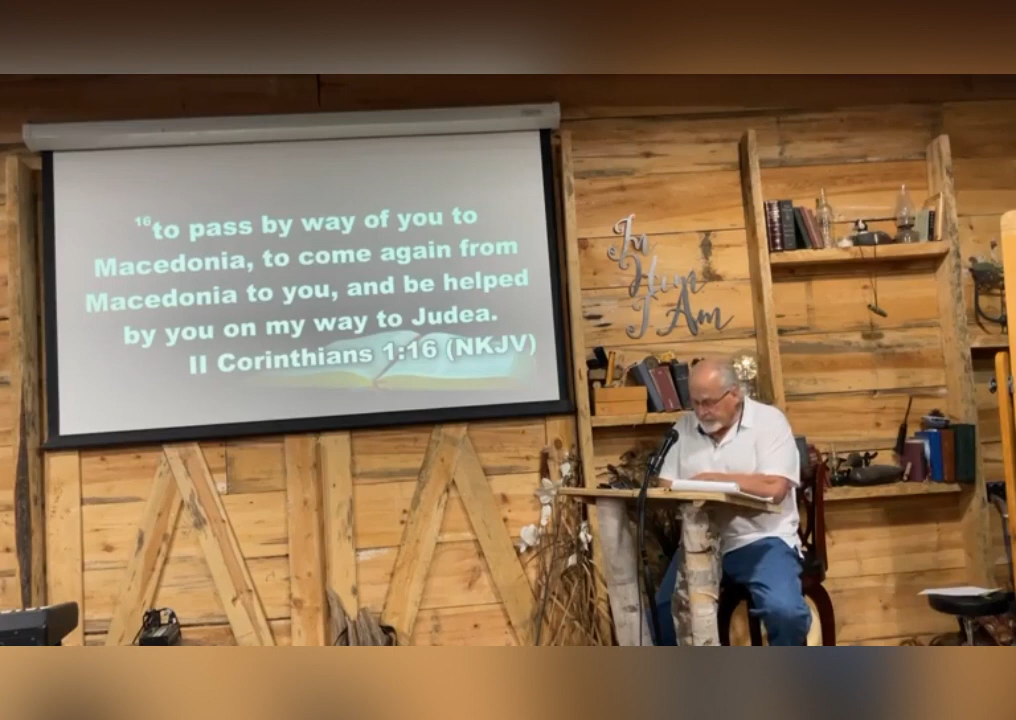 16to pass by way of you to
Macedonia, to come again from
Macedonia to you, and be helped
by you on my way to Judea.
II Corinthians 1:16 (NKJV)
In
Him
I Am